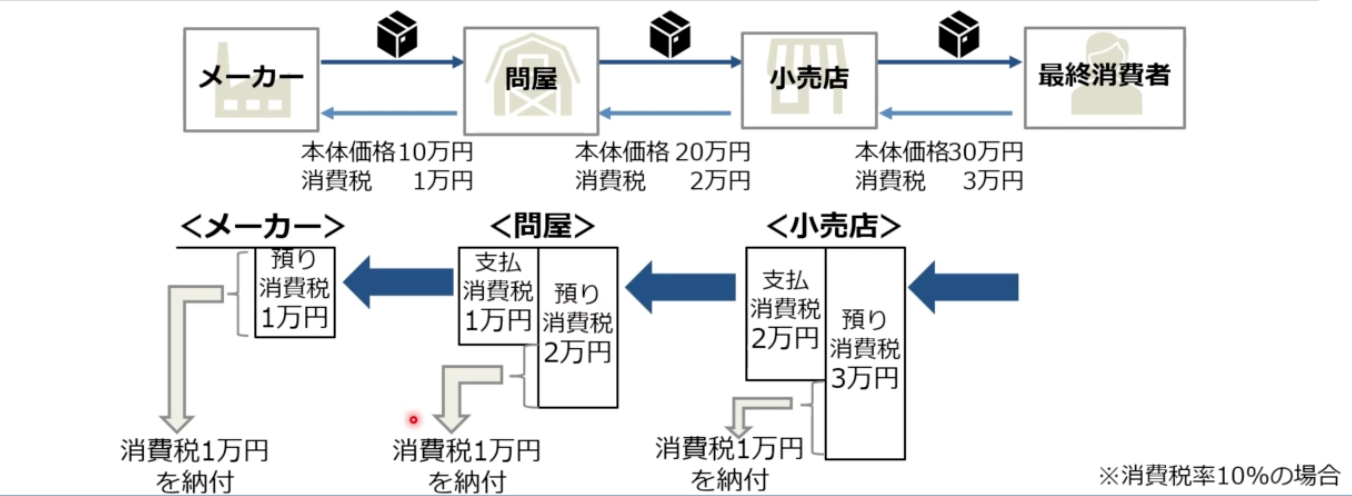 メーカー
問屋
小売店
最終消費者
本体価格10万円
消費税 1万円
本体価格 20万円
消費税 2万円
本体価格30万円
消費税 3万円
＜メーカー＞
預り
消費税
1万円
消費税1万円
を納付
＜問屋＞
支払
消費税
1万円
預り
消費税
2万円
消費税1万円
を納付
＜小売店＞
支払
消費税
2万円
預り
消費税
3万円
消費税1万円
を納付
※消費税率10%の場合